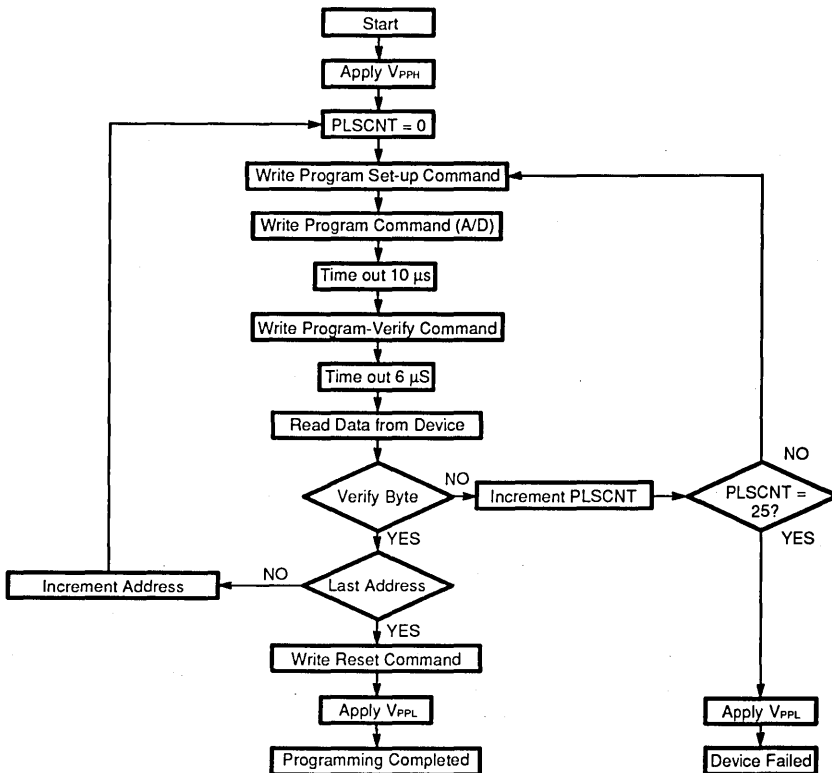 Start
Apply VPPH
PLSCNT = 0
Write Program Set-up Command
Write Program Command (A/D)
Time out 10 µs
Write Program-Verify Command
Time out 6 µS
Read Data from Device
Verify Byte
NO
Increment PLSCNT
PLSCNT =
25?
NO
YES
YES
Increment Address
NO
Last Address
YES
Write Reset Command
Apply VPPL
Programming Completed
Apply VPPL
Device Failed